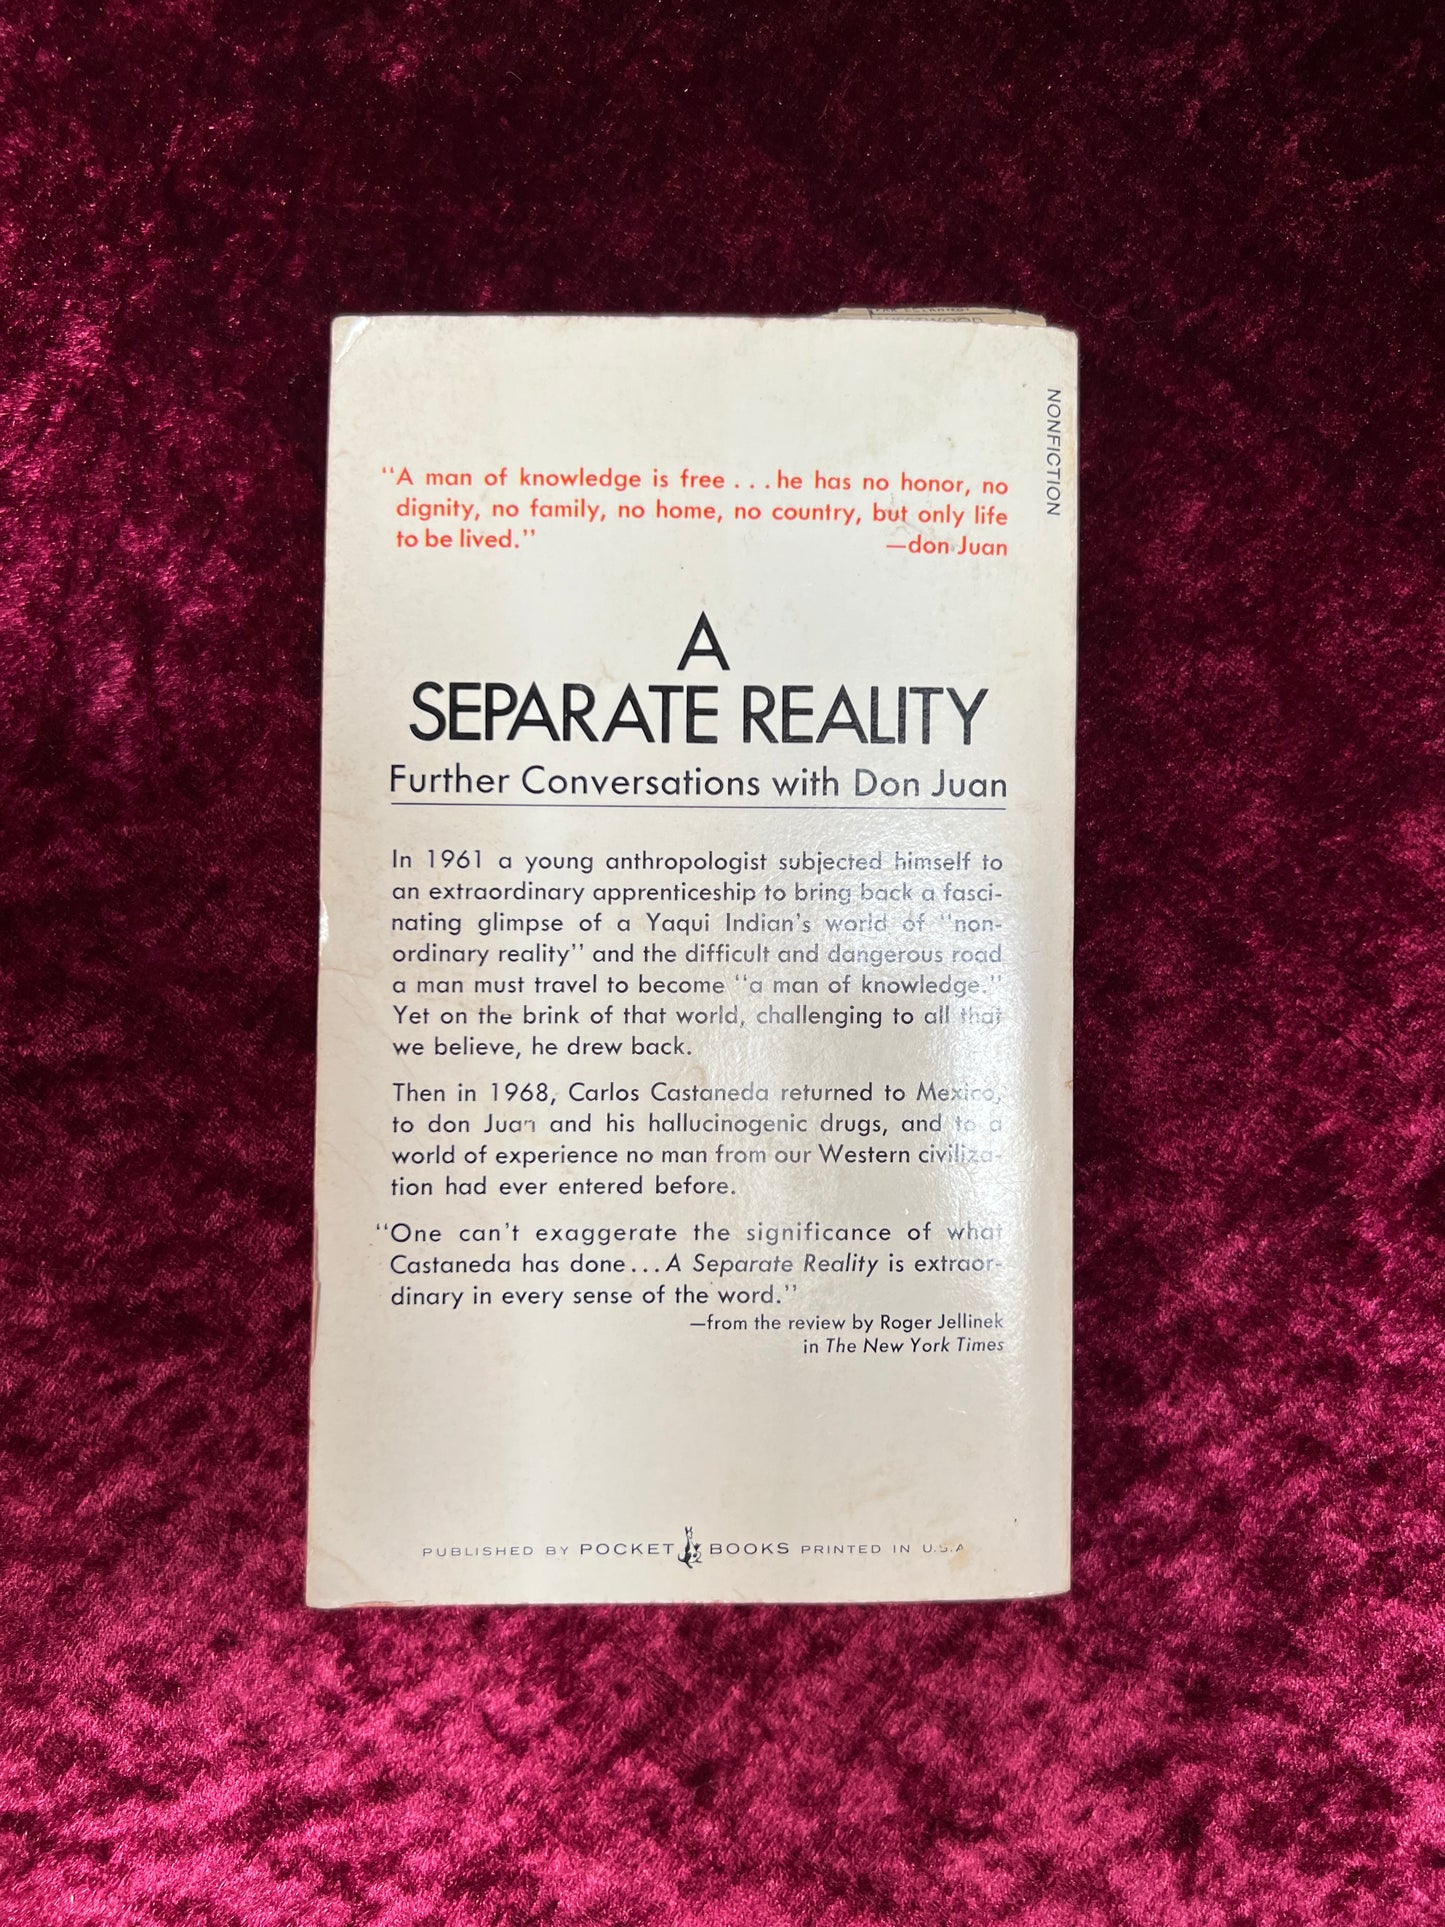 NONFICTION
"A man of knowledge is free . . . he has no honor, no
dignity, no family, no home, no country, but only life
to be lived."
—don Juan
A
SEPARATE REALITY
Further Conversations with Don Juan
In 1961 a young anthropologist subjected himself to
an extraordinary apprenticeship to bring back a fasci-
nating glimpse of a Yaqui Indian's world of "non-
ordinary reality" and the difficult and dangerous road
a man must travel to become "a man of knowledge."
Yet on the brink of that world, challenging to all that
we believe, he drew back.
Then in 1968, Carlos Castaneda returned to Mexico,
to don Juan and his hallucinogenic drugs, and to a
world of experience no man from our Western civiliza-
tion had ever entered before.
"One can't exaggerate the significance of what
Castaneda has done . . . A Separate Reality is extraor-
dinary in every sense of the word."
—from the review by Roger Jellinek
in The New York Times
PUBLISHED BY POCKET BOOKS PRINTED IN U.S.A